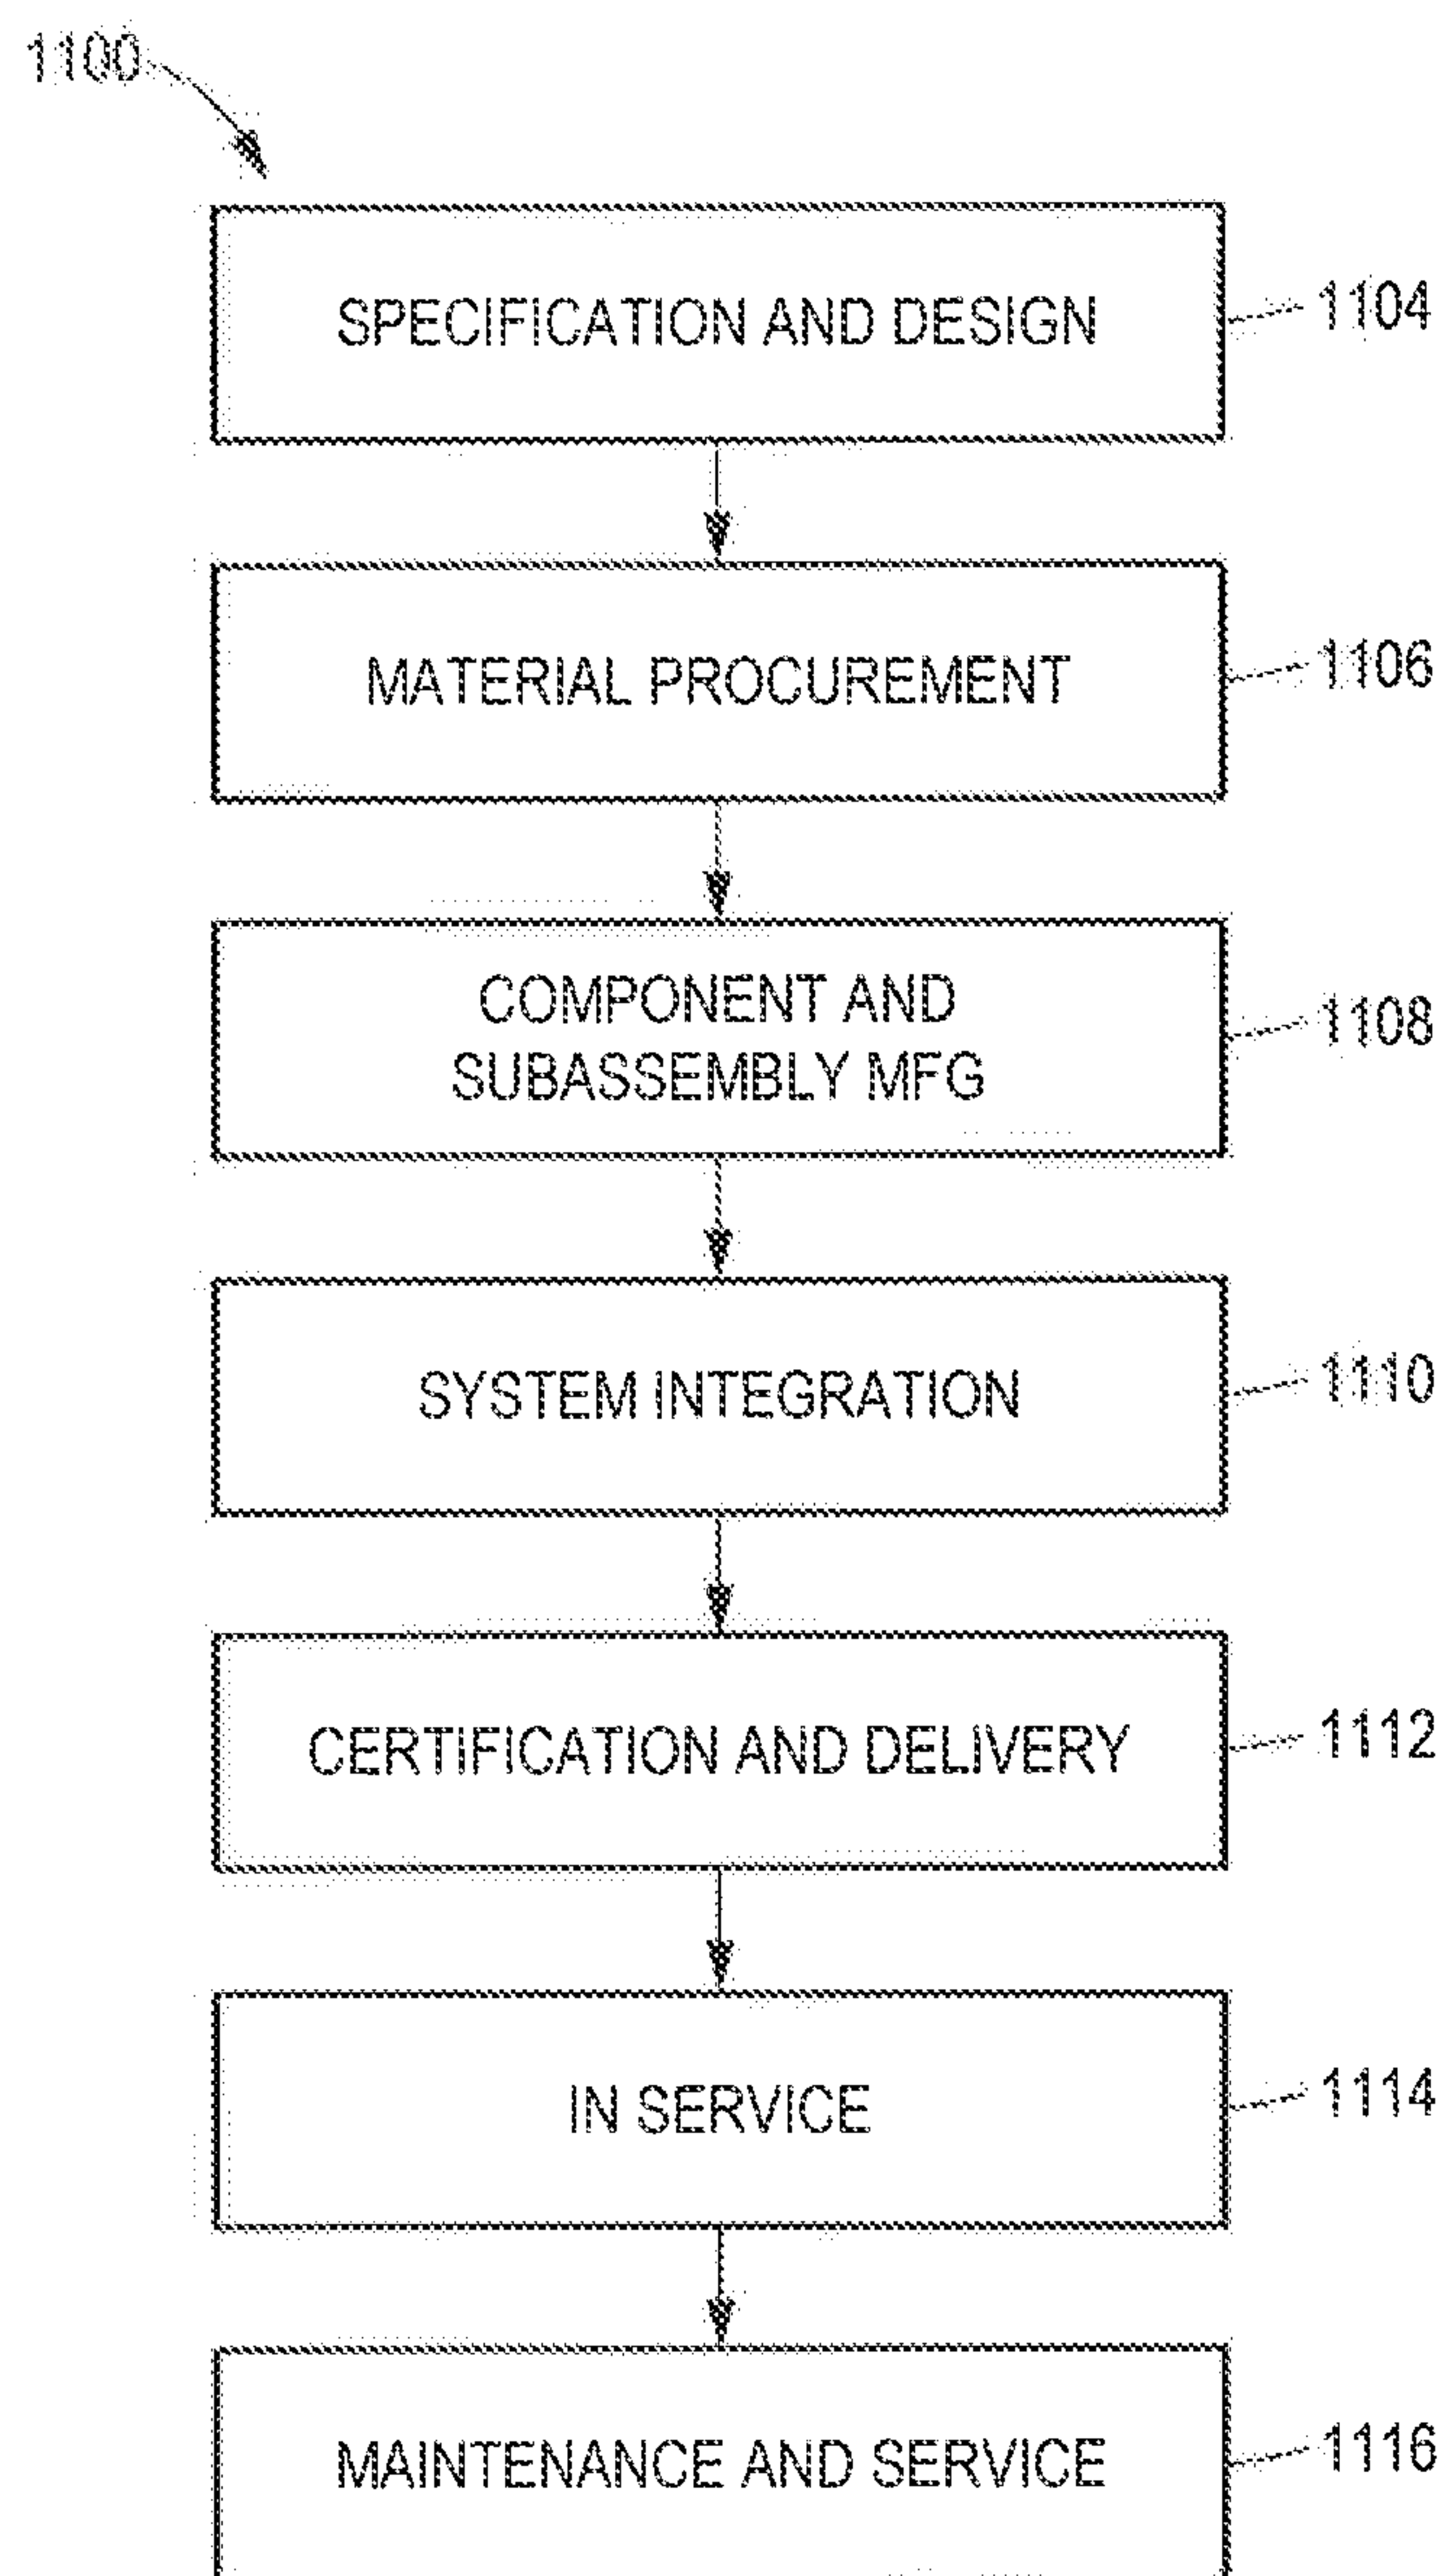 1100
SPECIFICATION AND DESIGN
1104
MATERIAL PROCUREMENT
1106
COMPONENT AND
SUBASSEMBLY MFG
1108
SYSTEM INTEGRATION
1110
CERTIFICATION AND DELIVERY
1112
IN SERVICE
1114
MAINTENANCE AND SERVICE
1116